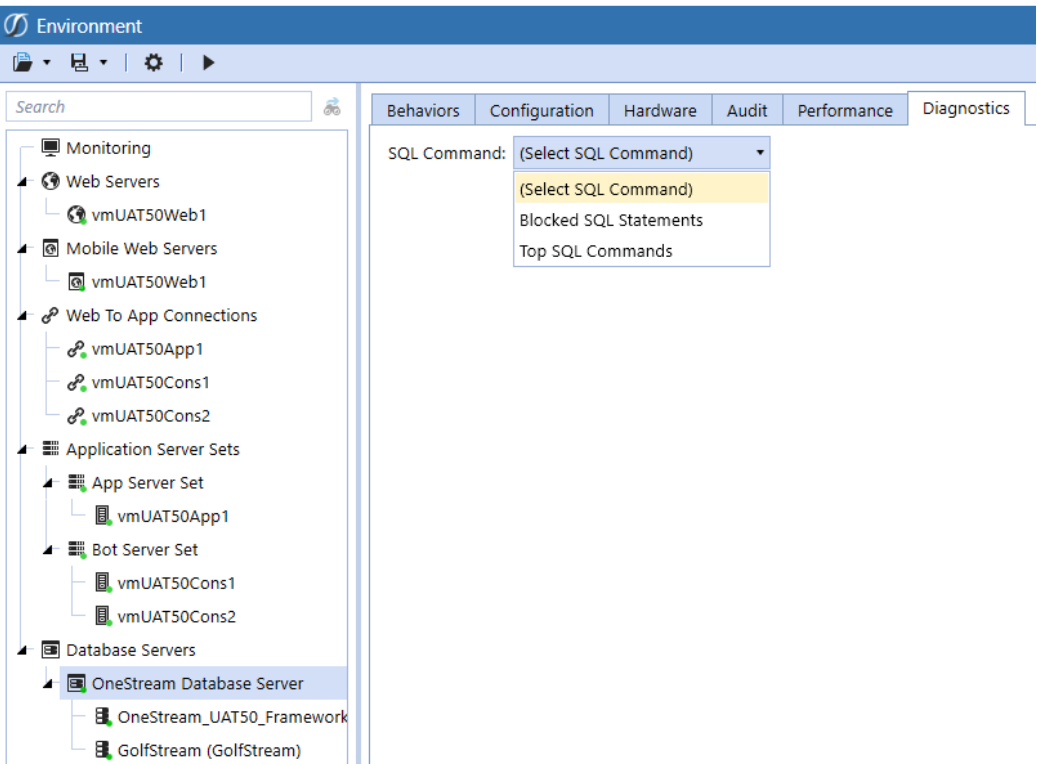 Environment
Search
Monitoring
Web Servers
vmUAT50Web1
Mobile Web Servers
vmUAT50Web1
Web To App Connections
vmUAT50App1
vmUAT50Cons1
vmUAT50Cons2
Application Server Sets
App Server Set
vmUAT50App1
Bot Server Set
vmUAT50Cons1
vmUAT50Cons2
Database Servers
OneStream Database Server
OneStream_UAT50_Framework
GolfStream (GolfStream)
Behaviors Configuration Hardware Audit Performance Diagnostics
SQL Command: (Select SQL Command)
(Select SQL Command)
Blocked SQL Statements
Top SQL Commands